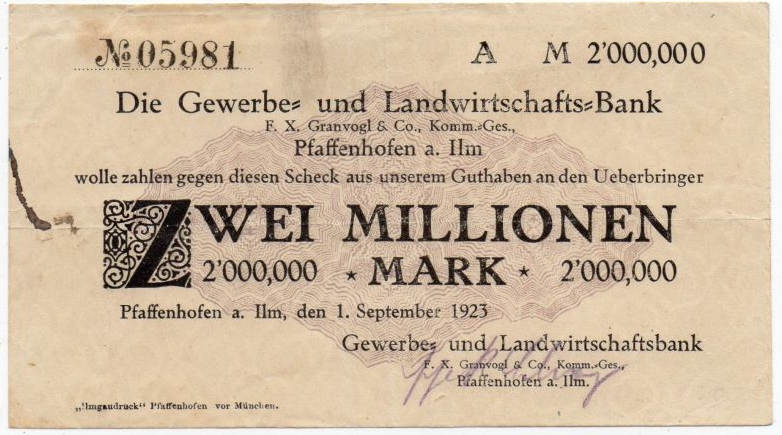 № 05981 A M 2'000,000
Die Gewerbe= und Landwirtschafts=Bank
F. X. Granvogl & Co., Komm.=Ges.,
Pfaffenhofen a. Ilm
wolle zahlen gegen diesen Scheck aus unserem Guthaben an den Ueberbringer
ZWEI MILLIONEN
2'000,000 ★ MARK ★ 2'000,000
Pfaffenhofen a. Ilm, den 1. September 1923
Gewerbe= und Landwirtschaftsbank
F. X. Granvogl & Co., Komm.=Ges.,
Pfaffenhofen a. Ilm.
„Ilmgaudruck“ Pfaffenhofen vor München.